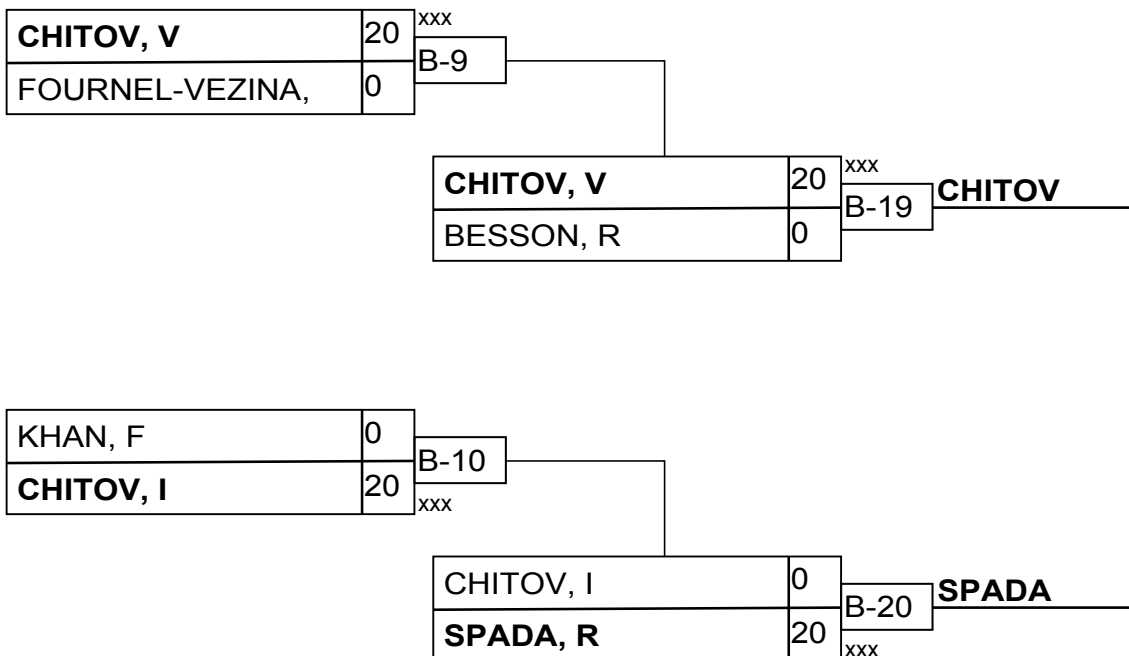 CHITOV, V 20 xxx
B-9
FOURNEL-VEZINA, 0
CHITOV, V 20 xxx
B-19 CHITOV
BESSON, R 0
KHAN, F 0
B-10
CHITOV, I 20 xxx
CHITOV, I 0
B-20 SPADA
SPADA, R 20 xxx